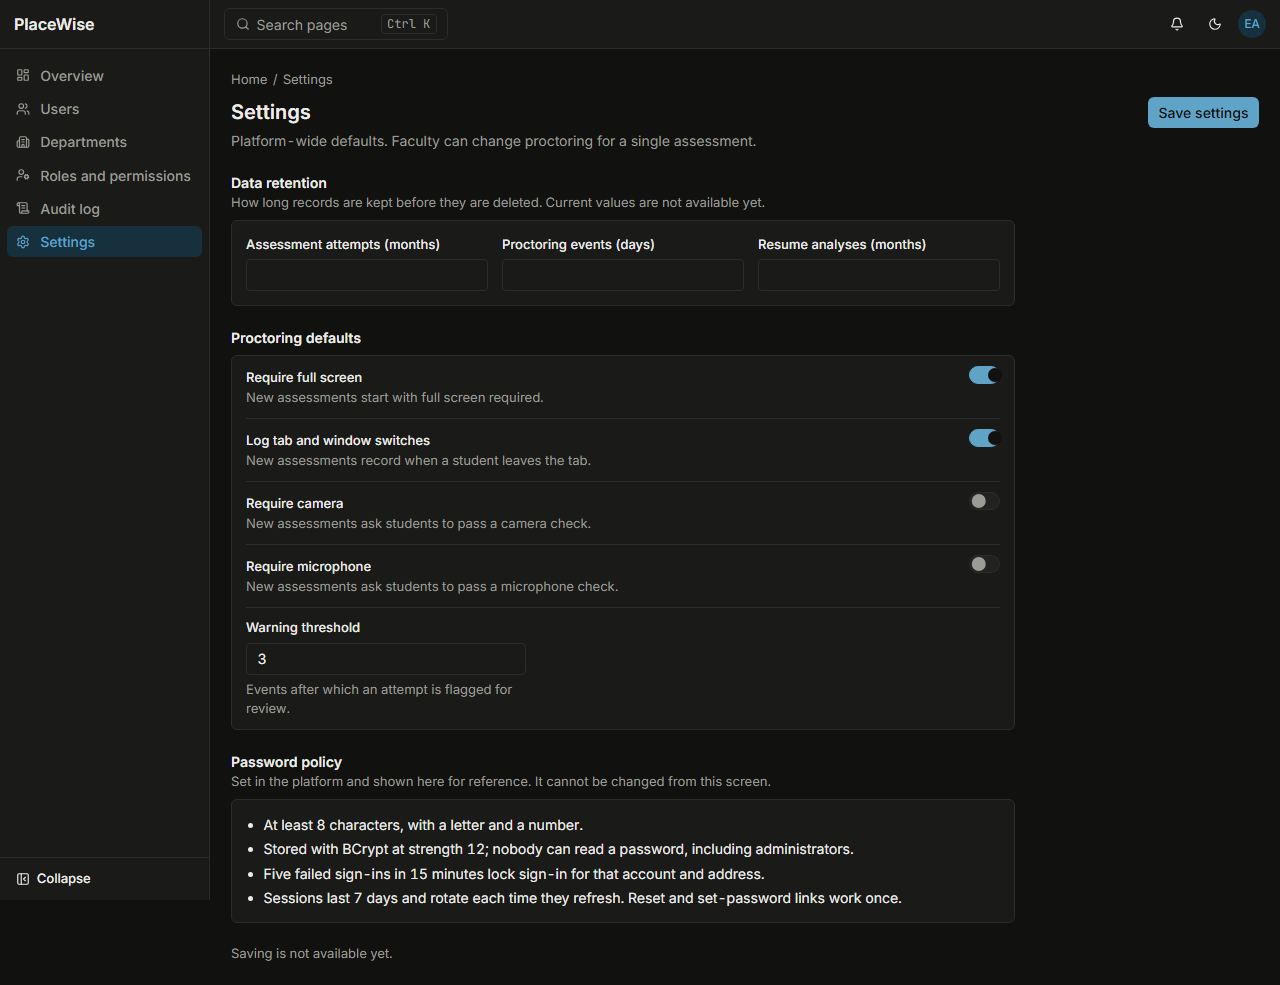 PlaceWise
Search pages
Ctrl K
EA
Overview
Users
Departments
Roles and permissions
Audit log
Settings
Collapse
Home / Settings
Settings
Save settings
Platform-wide defaults. Faculty can change proctoring for a single assessment.
Data retention
How long records are kept before they are deleted. Current values are not available yet.
Assessment attempts (months)
Proctoring events (days)
Resume analyses (months)
Proctoring defaults
Require full screen
New assessments start with full screen required.
Log tab and window switches
New assessments record when a student leaves the tab.
Require camera
New assessments ask students to pass a camera check.
Require microphone
New assessments ask students to pass a microphone check.
Warning threshold
3
Events after which an attempt is flagged for
review.
Password policy
Set in the platform and shown here for reference. It cannot be changed from this screen.
• At least 8 characters, with a letter and a number.
• Stored with BCrypt at strength 12; nobody can read a password, including administrators.
• Five failed sign-ins in 15 minutes lock sign-in for that account and address.
• Sessions last 7 days and rotate each time they refresh. Reset and set-password links work once.
Saving is not available yet.